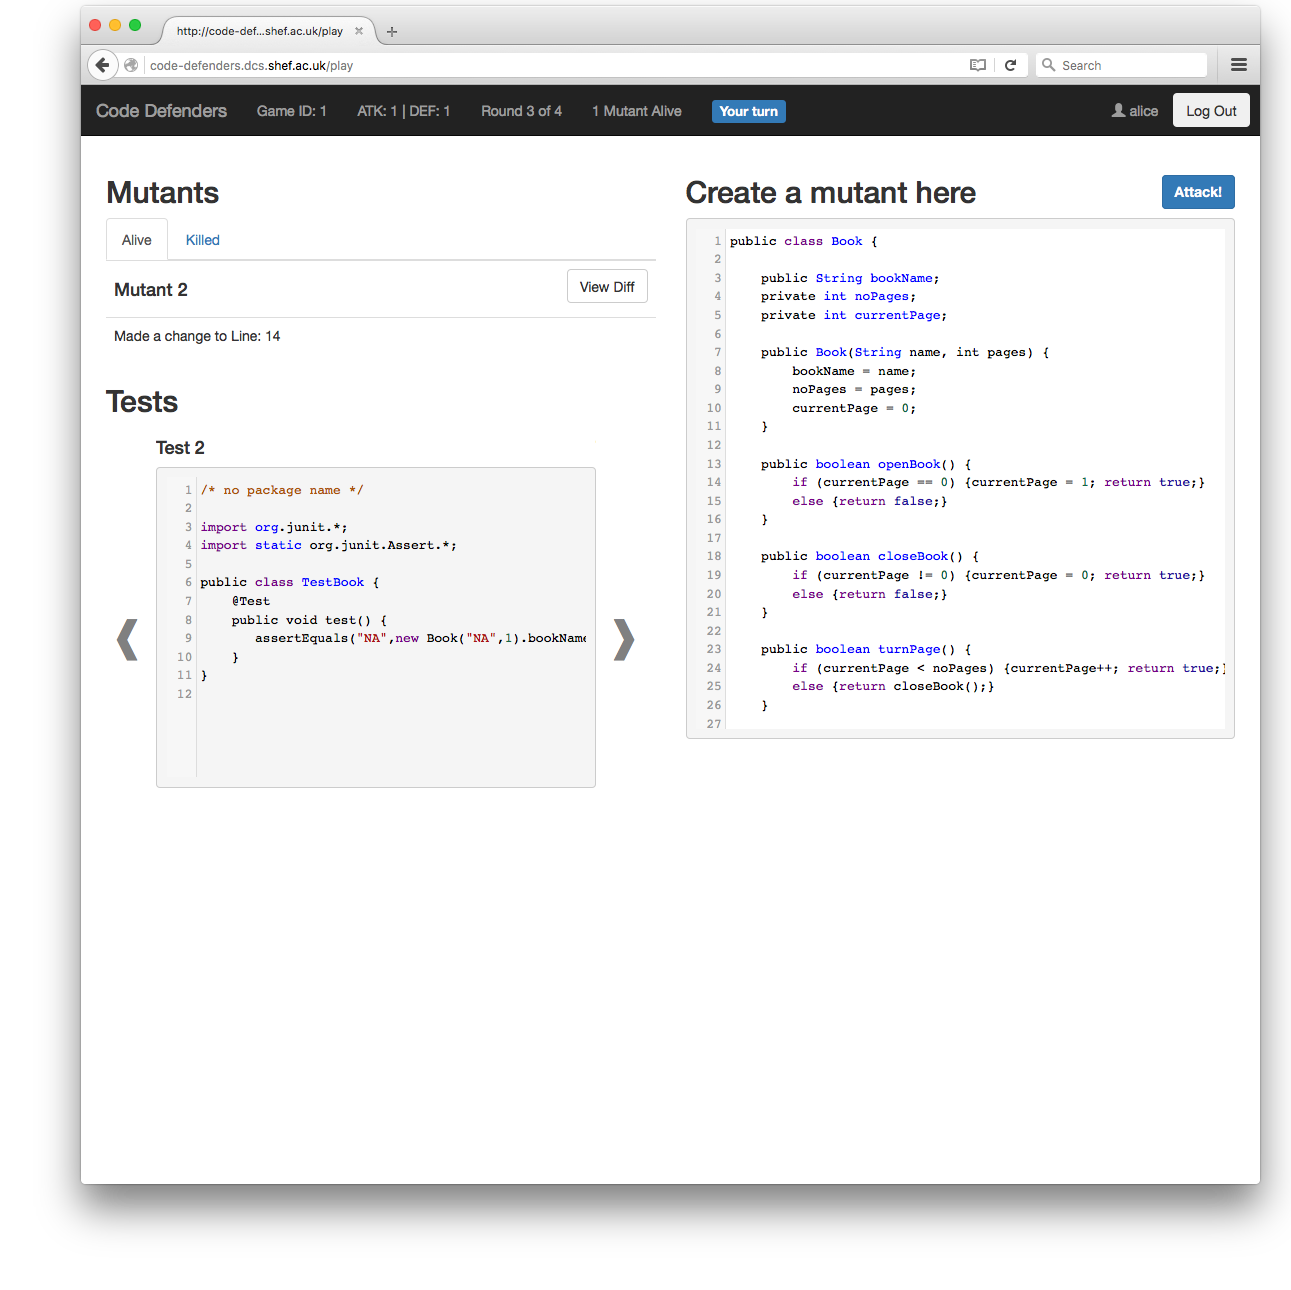 http://code-def...shef.ac.uk/play
code-defenders.dcs.shef.ac.uk/play
Search
Code Defenders Game ID: 1 ATK: 1 | DEF: 1 Round 3 of 4 1 Mutant Alive Your turn alice Log Out
Mutants
Alive Killed
Mutant 2 View Diff
Made a change to Line: 14
Tests
Test 2
1 /* no package name */
2
3 import org.junit.*;
4 import static org.junit.Assert.*;
5
6 public class TestBook {
7     @Test
8     public void test() {
9        assertEquals("NA",new Book("NA",1).bookName
10     }
11 }
12
Create a mutant here Attack!
1 public class Book {
2
3     public String bookName;
4     private int noPages;
5     private int currentPage;
6
7     public Book(String name, int pages) {
8         bookName = name;
9         noPages = pages;
10         currentPage = 0;
11     }
12
13     public boolean openBook() {
14         if (currentPage == 0) {currentPage = 1; return true;}
15         else {return false;}
16     }
17
18     public boolean closeBook() {
19         if (currentPage != 0) {currentPage = 0; return true;}
20         else {return false;}
21     }
22
23     public boolean turnPage() {
24         if (currentPage < noPages) {currentPage++; return true;}
25         else {return closeBook();}
26     }
27